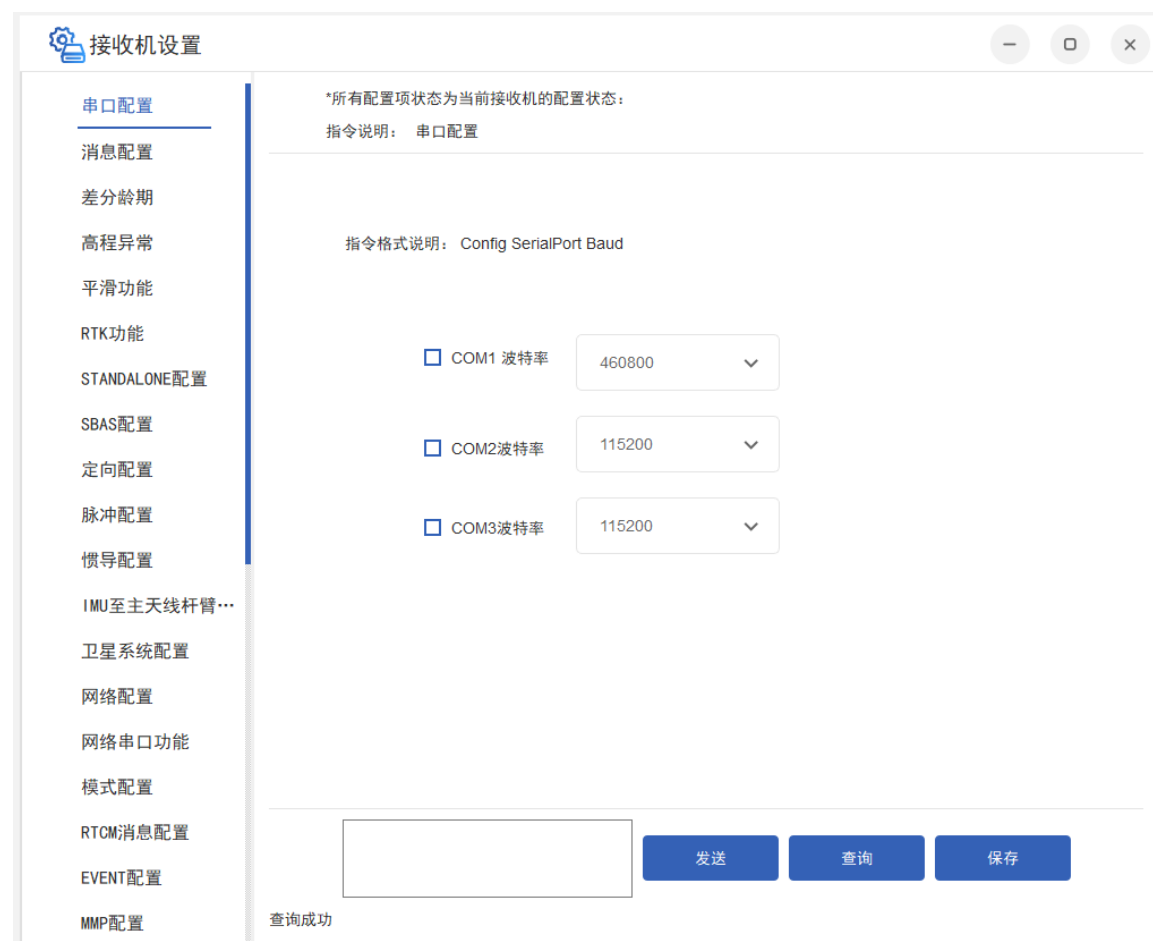 接收机设置
串口配置
消息配置
差分龄期
高程异常
平滑功能
RTK功能
STANDALONE配置
SBAS配置
定向配置
脉冲配置
惯导配置
IMU至主天线杆臂…
卫星系统配置
网络配置
网络串口功能
模式配置
RTCM消息配置
EVENT配置
MMP配置
*所有配置项状态为当前接收机的配置状态：
指令说明： 串口配置
指令格式说明： Config SerialPort Baud
COM1 波特率 460800
COM2波特率 115200
COM3波特率 115200
发送 查询 保存
查询成功